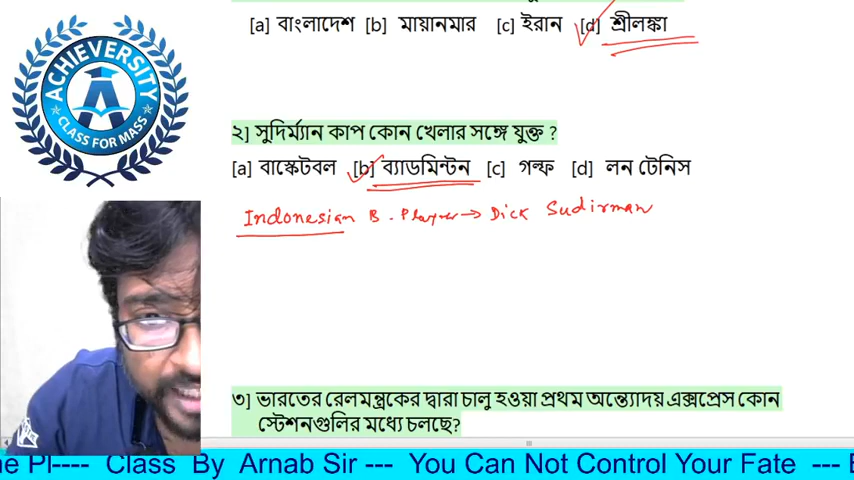 [a] বাংলাদেশ [b] মায়ানমার [c] ইরান [d] শ্রীলঙ্কা
ACHIEVERSITY
A
CLASS FOR MASS
২] সুদির্ম্যান কাপ কোন খেলার সঙ্গে যুক্ত ?
[a] বাস্কেটবল [b] ব্যাডমিন্টন [c] গল্ফ [d] লন টেনিস
Indonesian B. Player → Dick Sudirman
৩] ভারতের রেলমন্ত্রকের দ্বারা চালু হওয়া প্রথম অন্ত্যোদয় এক্সপ্রেস কোন
স্টেশনগুলির মধ্যে চলছে?
Pl---- Class By Arnab Sir --- You Can Not Control Your Fate ---